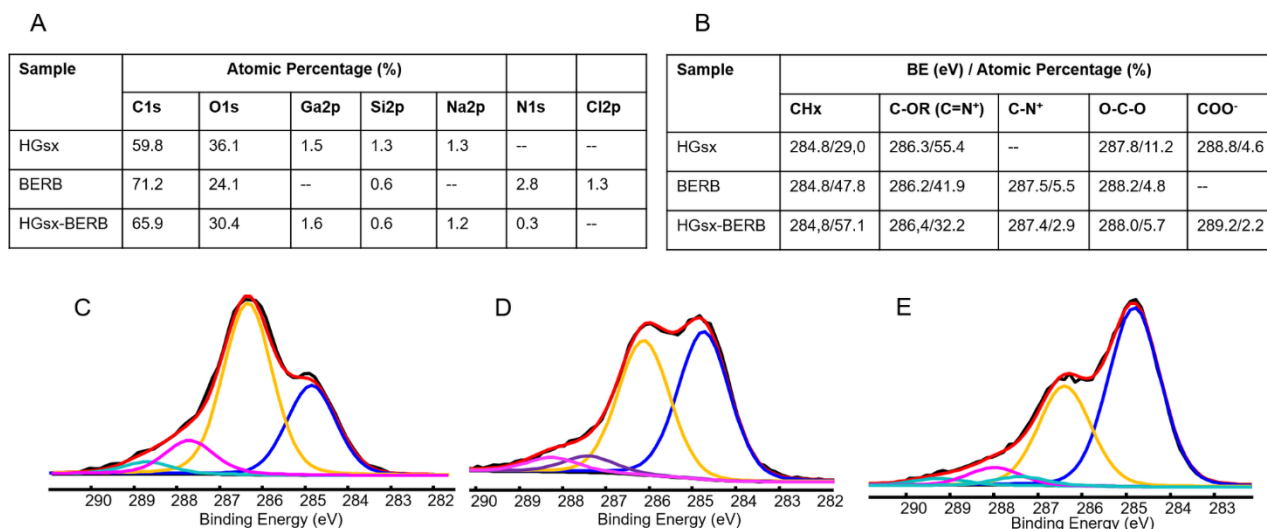 A
B
Sample Atomic Percentage (%)
C1s O1s Ga2p Si2p Na2p N1s Cl2p
HGsx 59.8 36.1 1.5 1.3 1.3 -- --
BERB 71.2 24.1 -- 0.6 -- 2.8 1.3
HGsx-BERB 65.9 30.4 1.6 0.6 1.2 0.3 --
Sample BE (eV) / Atomic Percentage (%)
CHx C-OR (C=N⁺) C-N⁺ O-C-O COO⁻
HGsx 284.8/29,0 286.3/55.4 -- 287.8/11.2 288.8/4.6
BERB 284.8/47.8 286.2/41.9 287.5/5.5 288.2/4.8 --
HGsx-BERB 284,8/57.1 286,4/32.2 287.4/2.9 288.0/5.7 289.2/2.2
C
290 289 288 287 286 285 284 283
Binding Energy (eV)
D
290 289 288 287 286 285 284 283 282
Binding Energy (eV)
E
290 289 288 287 286 285 284 283
Binding Energy (eV)